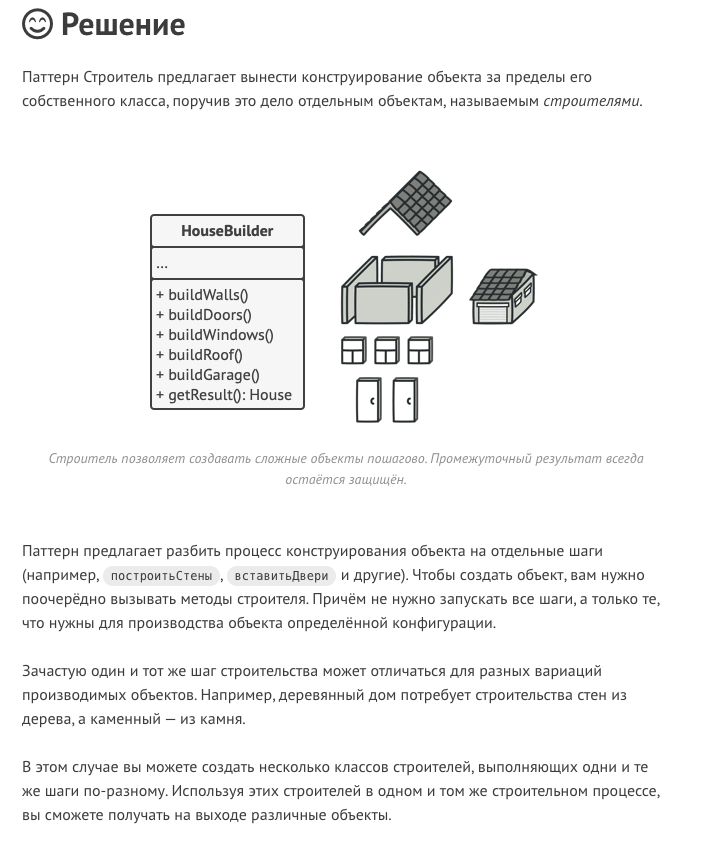 Решение
Паттерн Строитель предлагает вынести конструирование объекта за пределы его
собственного класса, поручив это дело отдельным объектам, называемым строителями.
HouseBuilder
...
+ buildWalls()
+ buildDoors()
+ buildWindows()
+ buildRoof()
+ buildGarage()
+ getResult(): House
Строитель позволяет создавать сложные объекты пошагово. Промежуточный результат всегда
остаётся защищён.
Паттерн предлагает разбить процесс конструирования объекта на отдельные шаги
(например, построитьСтены, вставитьДвери и другие). Чтобы создать объект, вам нужно
поочерёдно вызывать методы строителя. Причём не нужно запускать все шаги, а только те,
что нужны для производства объекта определённой конфигурации.
Зачастую один и тот же шаг строительства может отличаться для разных вариаций
производимых объектов. Например, деревянный дом потребует строительства стен из
дерева, а каменный — из камня.
В этом случае вы можете создать несколько классов строителей, выполняющих одни и те
же шаги по-разному. Используя этих строителей в одном и том же строительном процессе,
вы сможете получать на выходе различные объекты.